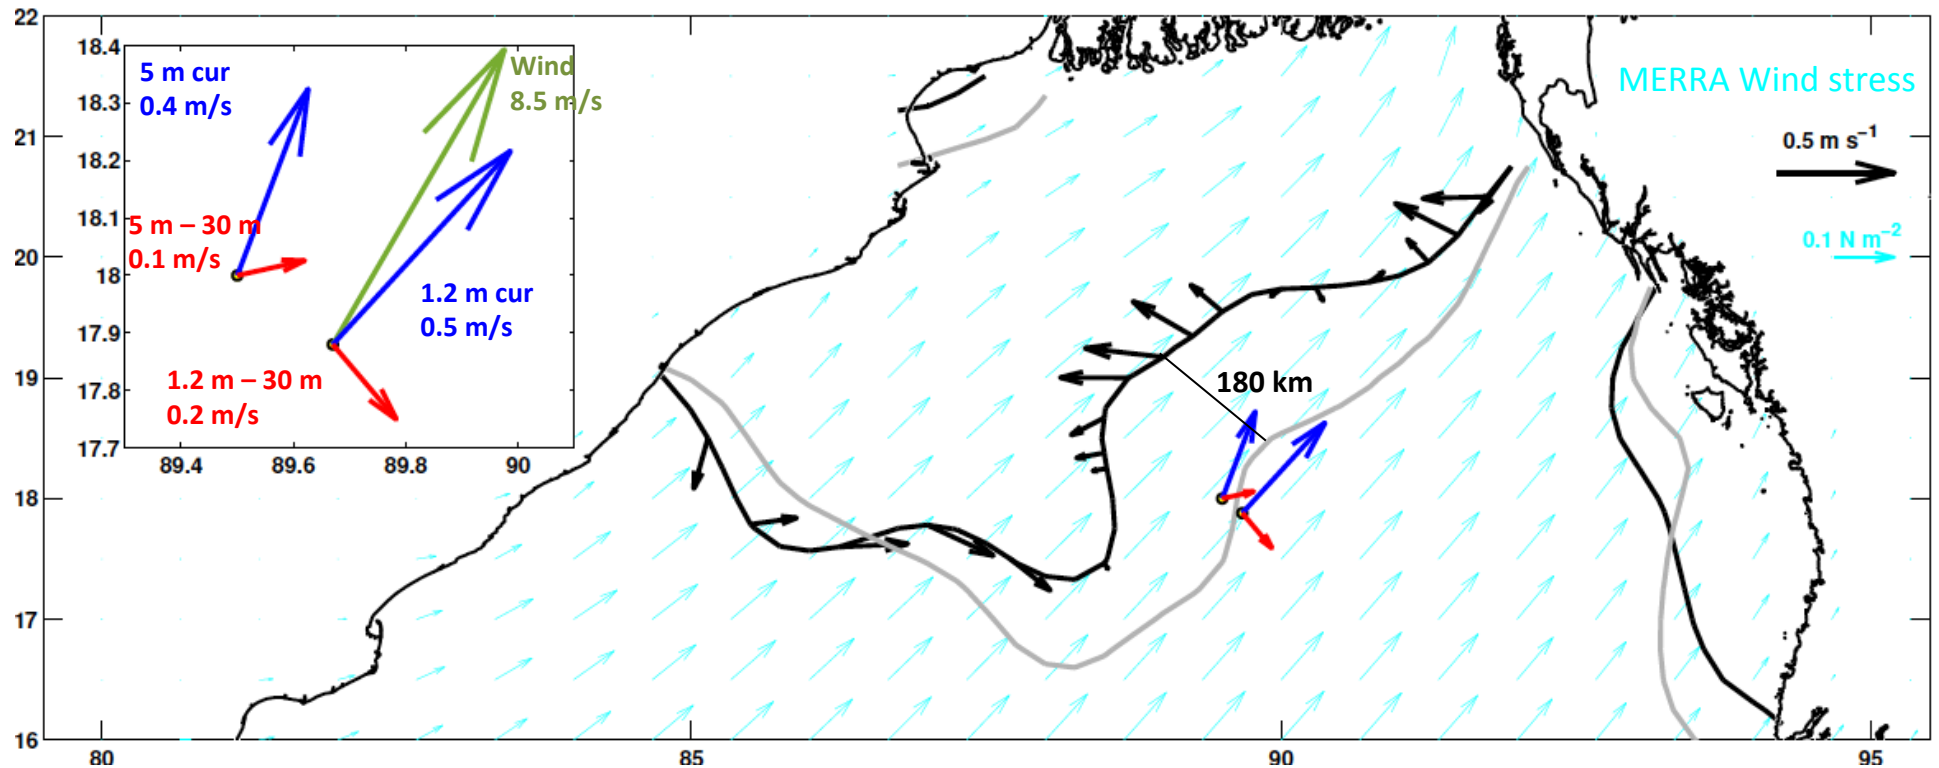 22
21
20
19
18
17
16
80
85
90
95
18.4
18.3
18.2
18.1
18
17.9
17.8
17.7
89.4
89.6
89.8
90
5 m cur
0.4 m/s
Wind
8.5 m/s
5 m – 30 m
0.1 m/s
1.2 m cur
0.5 m/s
1.2 m – 30 m
0.2 m/s
180 km
MERRA Wind stress
0.5 m s⁻¹
0.1 N m⁻²